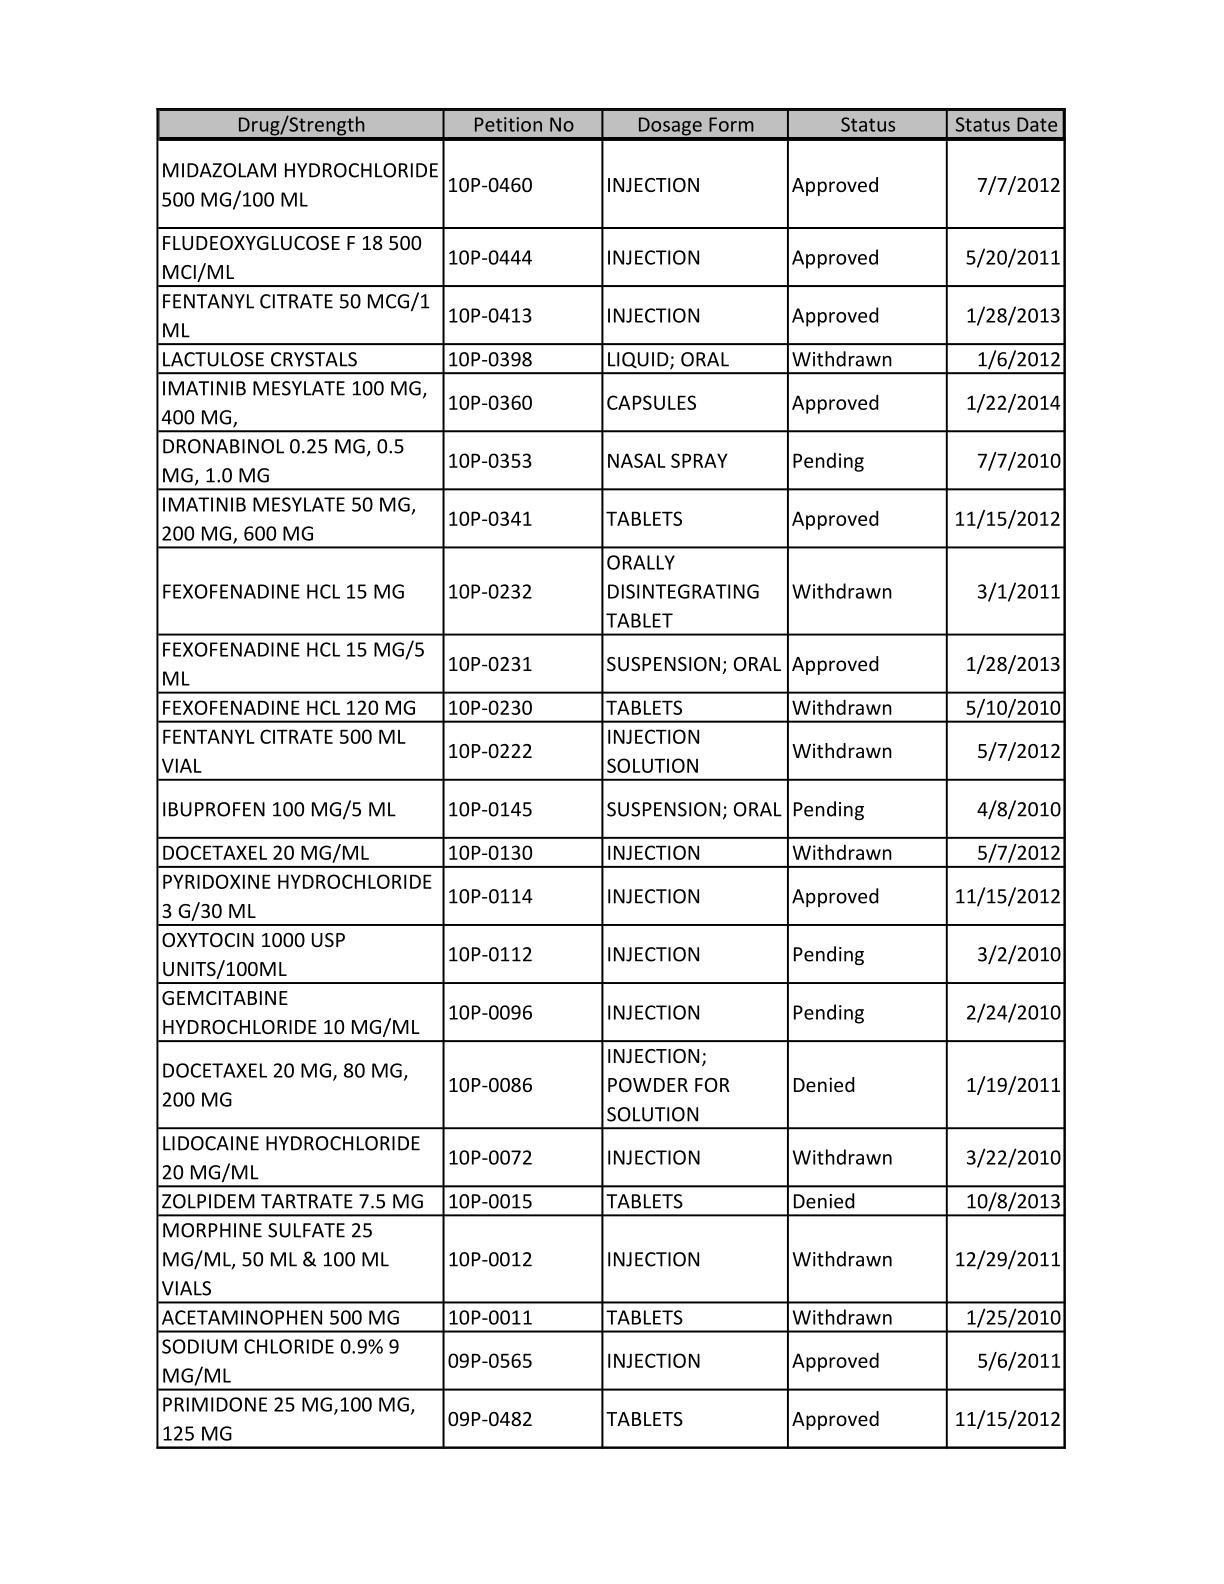 Drug/Strength Petition No Dosage Form Status Status Date
MIDAZOLAM HYDROCHLORIDE
500 MG/100 ML
10P-0460 INJECTION Approved 7/7/2012
FLUDEOXYGLUCOSE F 18 500
MCI/ML
10P-0444 INJECTION Approved 5/20/2011
FENTANYL CITRATE 50 MCG/1
ML
10P-0413 INJECTION Approved 1/28/2013
LACTULOSE CRYSTALS 10P-0398 LIQUID; ORAL Withdrawn 1/6/2012
IMATINIB MESYLATE 100 MG,
400 MG,
10P-0360 CAPSULES Approved 1/22/2014
DRONABINOL 0.25 MG, 0.5
MG, 1.0 MG
10P-0353 NASAL SPRAY Pending 7/7/2010
IMATINIB MESYLATE 50 MG,
200 MG, 600 MG
10P-0341 TABLETS Approved 11/15/2012
FEXOFENADINE HCL 15 MG 10P-0232
ORALLY
DISINTEGRATING
TABLET
Withdrawn 3/1/2011
FEXOFENADINE HCL 15 MG/5
ML
10P-0231 SUSPENSION; ORAL Approved 1/28/2013
FEXOFENADINE HCL 120 MG 10P-0230 TABLETS Withdrawn 5/10/2010
FENTANYL CITRATE 500 ML
VIAL
10P-0222
INJECTION
SOLUTION
Withdrawn 5/7/2012
IBUPROFEN 100 MG/5 ML 10P-0145 SUSPENSION; ORAL Pending 4/8/2010
DOCETAXEL 20 MG/ML 10P-0130 INJECTION Withdrawn 5/7/2012
PYRIDOXINE HYDROCHLORIDE
3 G/30 ML
10P-0114 INJECTION Approved 11/15/2012
OXYTOCIN 1000 USP
UNITS/100ML
10P-0112 INJECTION Pending 3/2/2010
GEMCITABINE
HYDROCHLORIDE 10 MG/ML
10P-0096 INJECTION Pending 2/24/2010
DOCETAXEL 20 MG, 80 MG,
200 MG
10P-0086
INJECTION;
POWDER FOR
SOLUTION
Denied 1/19/2011
LIDOCAINE HYDROCHLORIDE
20 MG/ML
10P-0072 INJECTION Withdrawn 3/22/2010
ZOLPIDEM TARTRATE 7.5 MG 10P-0015 TABLETS Denied 10/8/2013
MORPHINE SULFATE 25
MG/ML, 50 ML & 100 ML
VIALS
10P-0012 INJECTION Withdrawn 12/29/2011
ACETAMINOPHEN 500 MG 10P-0011 TABLETS Withdrawn 1/25/2010
SODIUM CHLORIDE 0.9% 9
MG/ML
09P-0565 INJECTION Approved 5/6/2011
PRIMIDONE 25 MG,100 MG,
125 MG
09P-0482 TABLETS Approved 11/15/2012